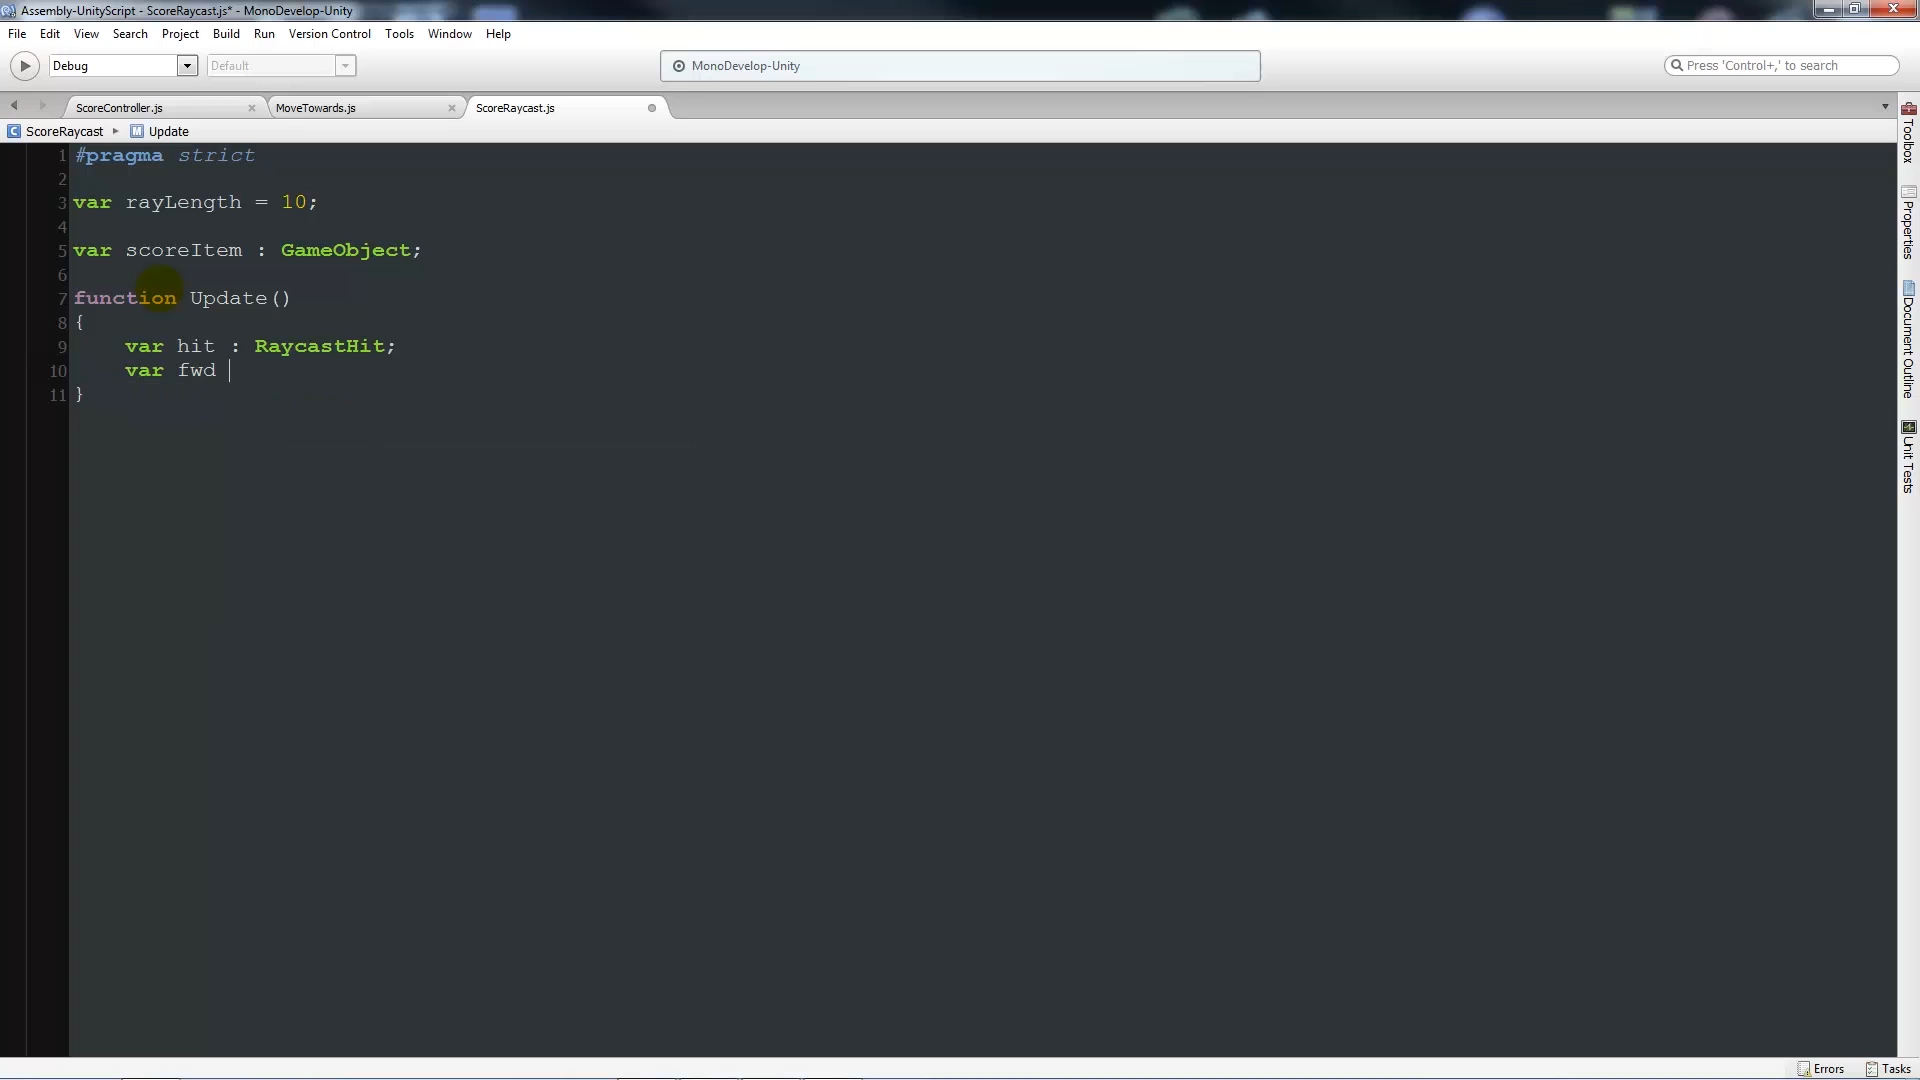 Assembly-UnityScript - ScoreRaycast.js* - MonoDevelop-Unity
File Edit View Search Project Build Run Version Control Tools Window Help
Debug Default MonoDevelop-Unity Press 'Control+,' to search
ScoreController.js MoveTowards.js ScoreRaycast.js
ScoreRaycast Update
1 #pragma strict
2
3 var rayLength = 10;
4
5 var scoreItem : GameObject;
6
7 function Update()
8 {
9 var hit : RaycastHit;
10 var fwd
11 }
Toolbox
Properties
Document Outline
Unit Tests
Errors Tasks